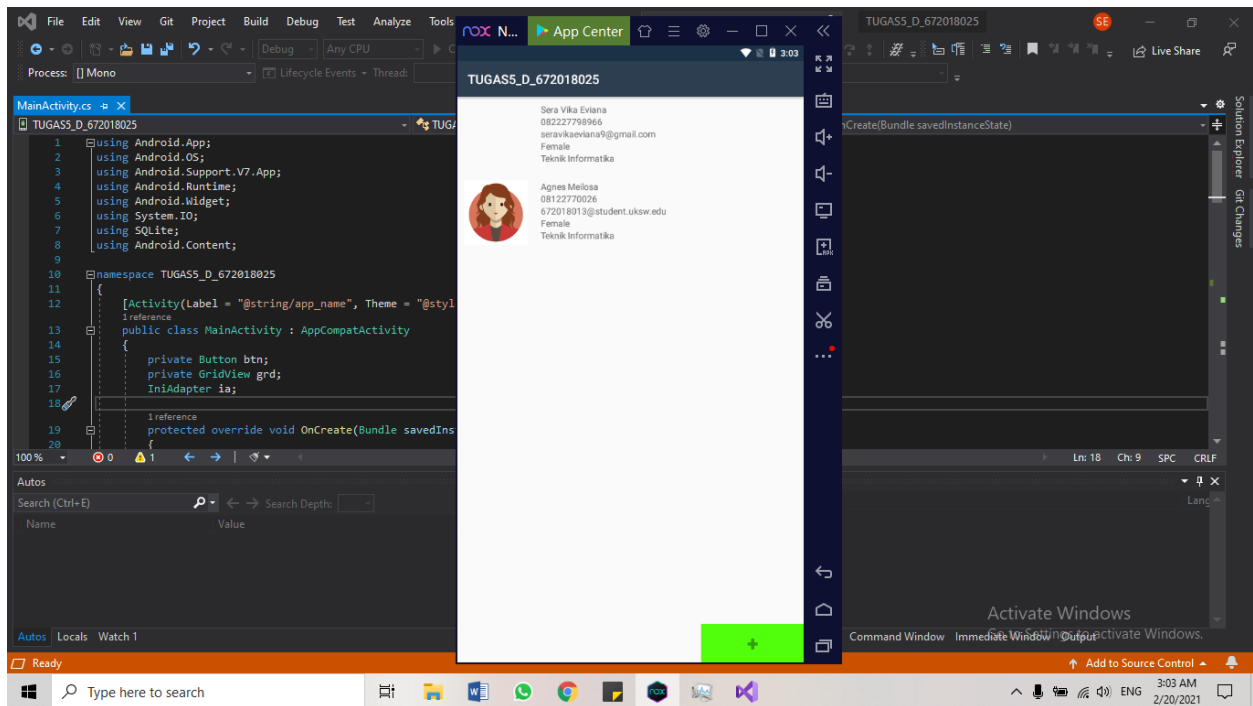 File Edit View Git Project Build Debug Test Analyze Tools
TUGAS5_D_672018025
SE
Debug
Any CPU
Live Share
Process: [] Mono
Lifecycle Events
Thread:
MainActivity.cs
TUGAS5_D_672018025
TUGA
nCreate(Bundle savedInstanceState)
1 using Android.App;
2 using Android.OS;
3 using Android.Support.V7.App;
4 using Android.Runtime;
5 using Android.Widget;
6 using System.IO;
7 using SQLite;
8 using Android.Content;
9
10 namespace TUGAS5_D_672018025
11 {
12 [Activity(Label = "@string/app_name", Theme = "@styl
1 reference
13 public class MainActivity : AppCompatActivity
14 {
15 private Button btn;
16 private GridView grd;
17 IniAdapter ia;
18
1 reference
19 protected override void OnCreate(Bundle savedIns
20 {
100 % 0 1
Ln: 18 Ch: 9 SPC CRLF
Autos
Search (Ctrl+E)
Search Depth:
Lang
Name Value
Autos Locals Watch 1
Command Window Immediate Window Output
Ready
Add to Source Control
nox N... App Center
3:03
TUGAS5_D_672018025
Sera Vika Eviana
082227798966
seravikaeviana9@gmail.com
Female
Teknik Informatika
Agnes Meilosa
08122770026
672018013@student.uksw.edu
Female
Teknik Informatika
+
Solution Explorer
Git Changes
Activate Windows
Go to Settings to activate Windows.
Type here to search
ENG
3:03 AM
2/20/2021